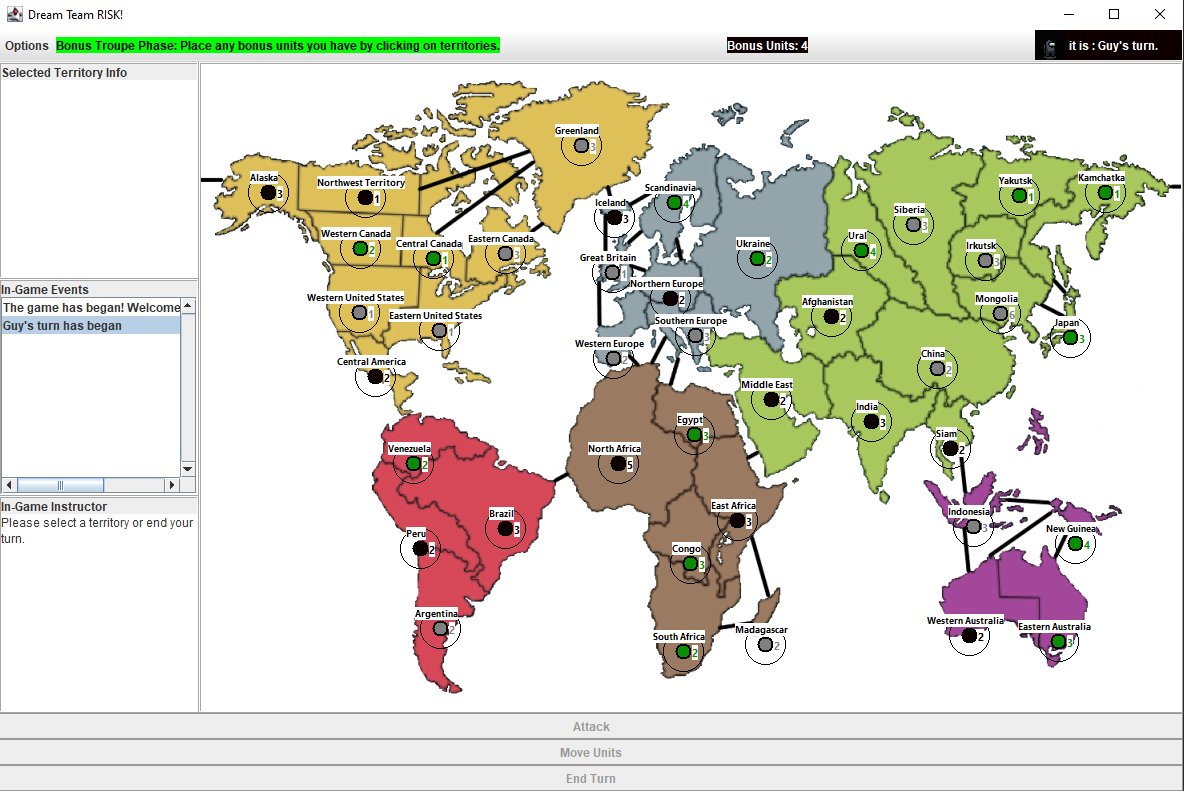 Dream Team RISK!
Options
Bonus Troupe Phase: Place any bonus units you have by clicking on territories.
Bonus Units: 4
it is : Guy's turn.
Selected Territory Info
In-Game Events
The game has began! Welcome
Guy's turn has began
In-Game Instructor
Please select a territory or end your
turn.
Greenland
3
Alaska
3
Northwest Territory
1
Western Canada
2
Central Canada
1
Eastern Canada
3
Western United States
1
Eastern United States
1
Central America
2
Venezuela
2
Brazil
3
Peru
2
Argentina
2
Iceland
3
Scandinavia
4
Great Britain
1
Northern Europe
2
Ukraine
2
Southern Europe
3
Western Europe
2
North Africa
5
Egypt
3
East Africa
3
Congo
3
South Africa
2
Madagascar
2
Ural
4
Siberia
3
Yakutsk
1
Kamchatka
1
Irkutsk
3
Mongolia
6
Japan
3
Afghanistan
2
China
2
Middle East
2
India
3
Siam
2
Indonesia
3
New Guinea
4
Western Australia
2
Eastern Australia
3
Attack
Move Units
End Turn